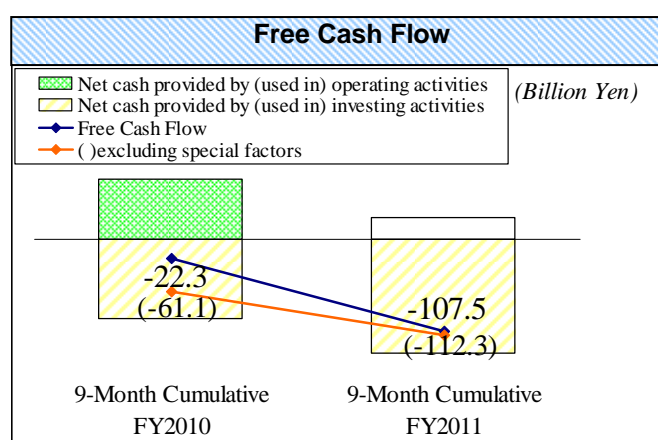 Free Cash Flow
Net cash provided by (used in) operating activities
(Billion Yen)
Net cash provided by (used in) investing activities
Free Cash Flow
( )excluding special factors
-22.3
(-61.1)
-107.5
(-112.3)
9-Month Cumulative
FY2010
9-Month Cumulative
FY2011